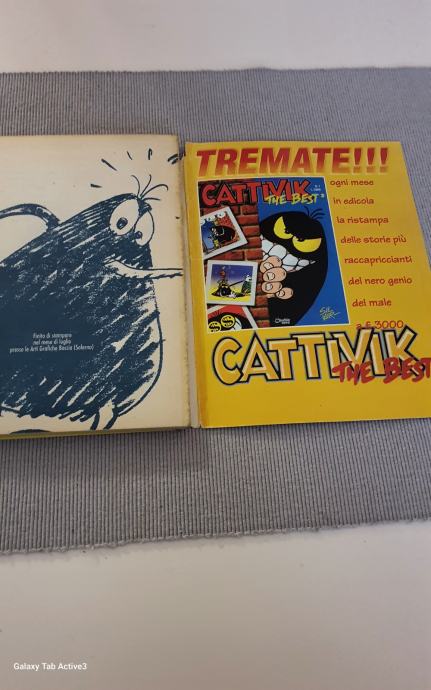 Finito di stampare
nel mese di luglio
presso le Arti Grafiche Boccia (Salerno)
TREMATE!!!
CATTIVIK
THE BEST
ogni mese
in edicola
la ristampa
delle storie più
raccapriccianti
del nero genio
del male
a £ 3000
CATTIVIK
THE BEST
Galaxy Tab Active3